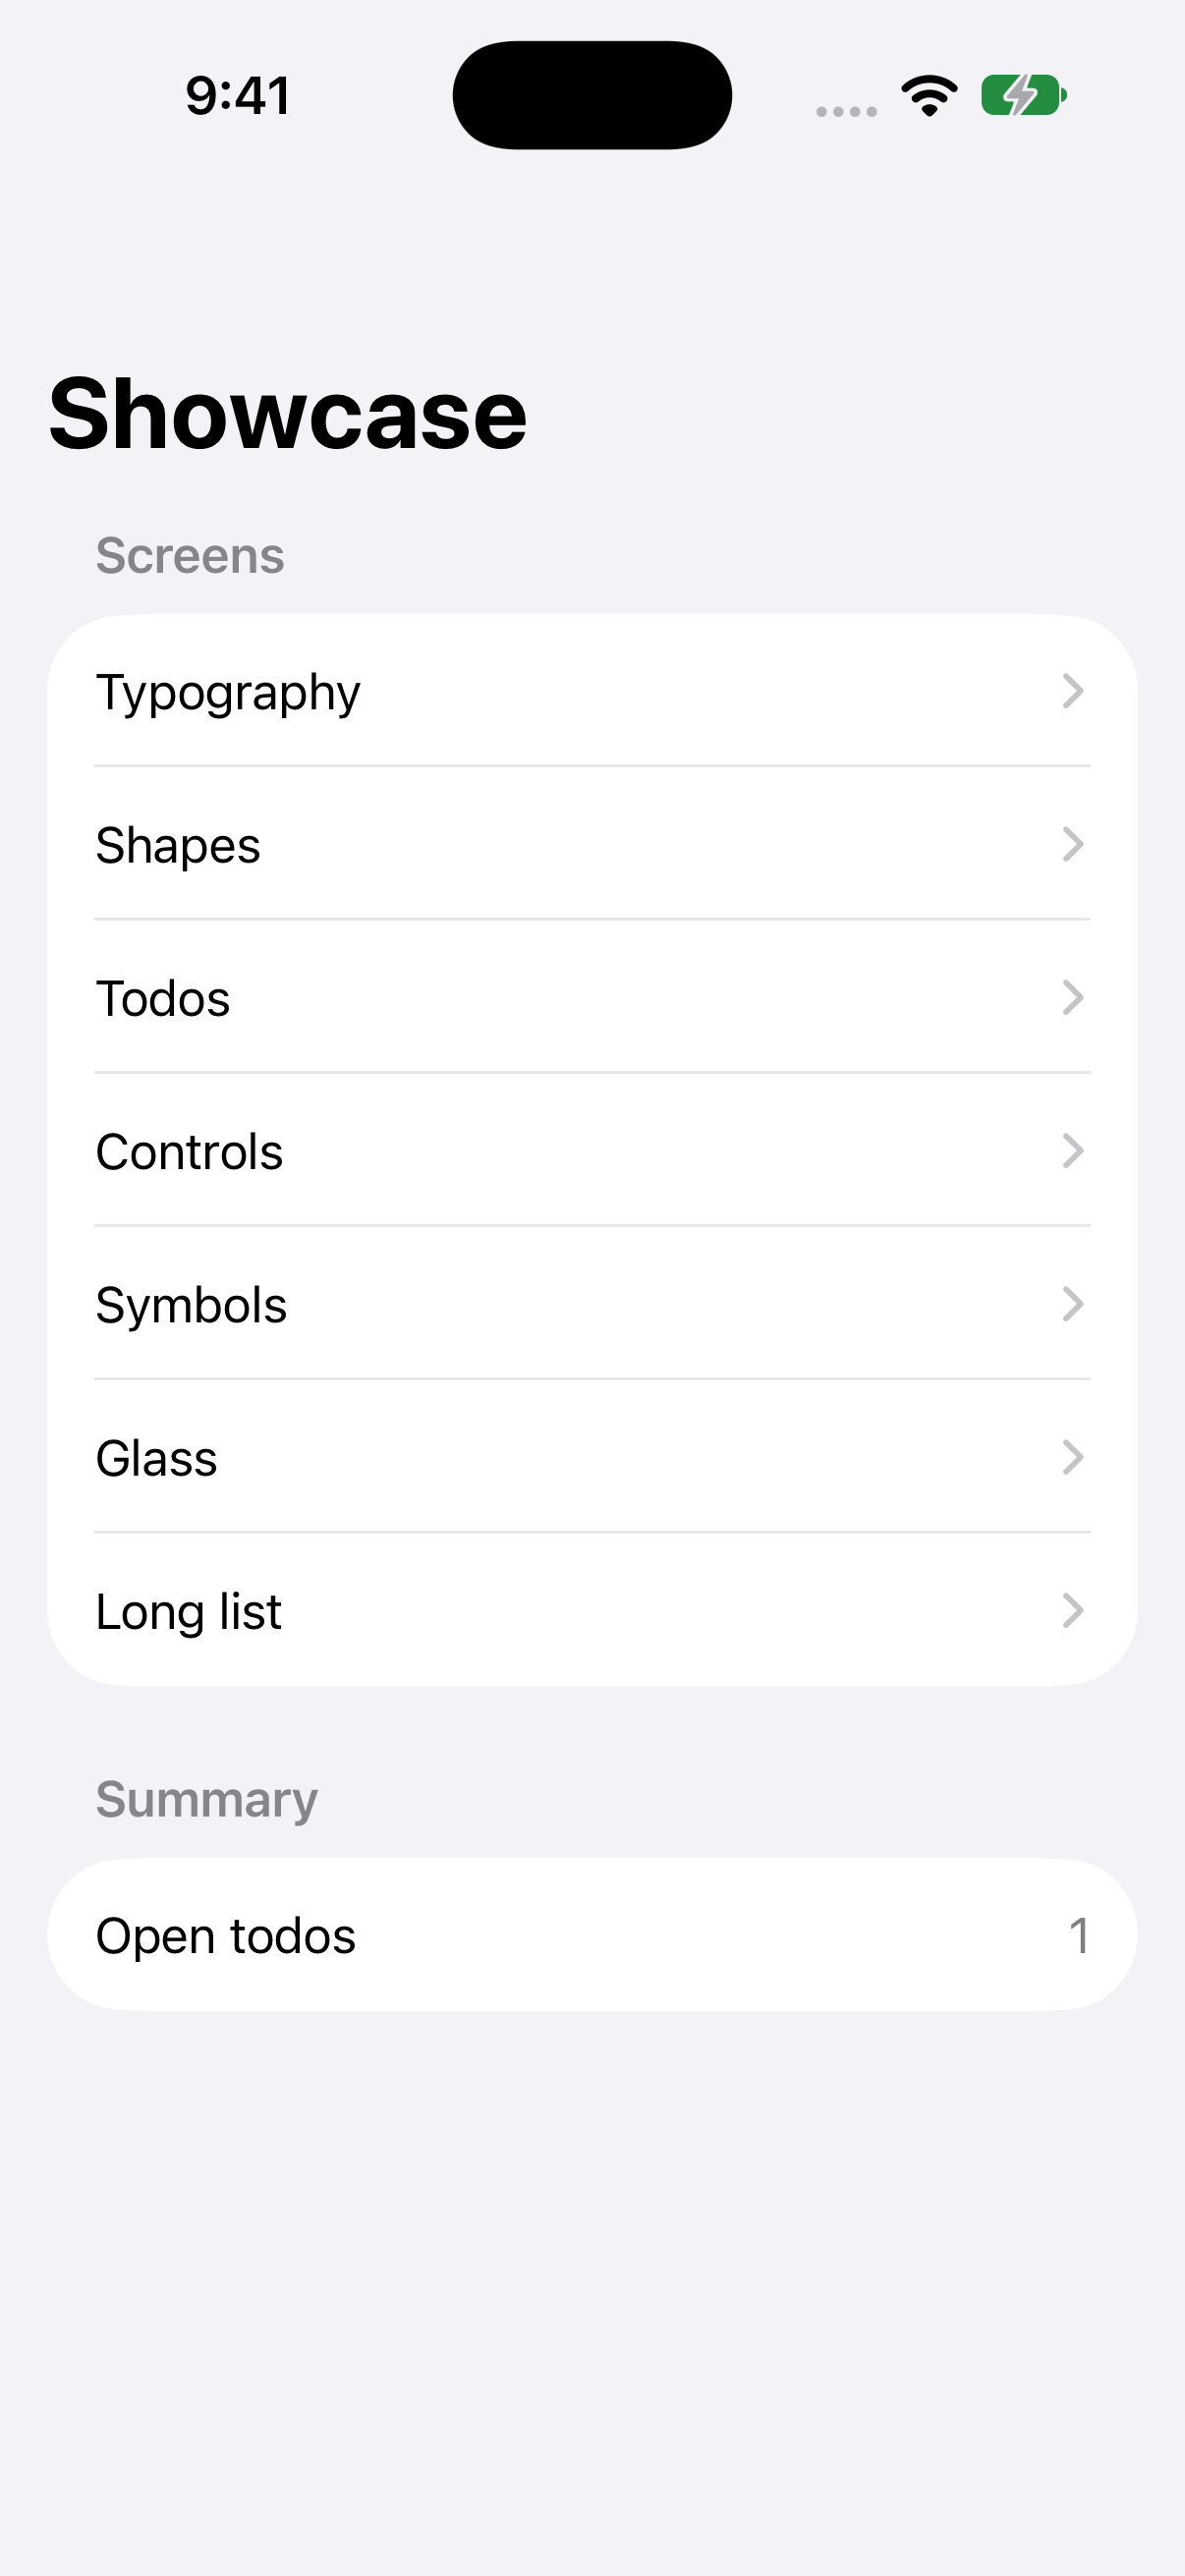 9:41
Showcase
Screens
Typography
Shapes
Todos
Controls
Symbols
Glass
Long list
Summary
Open todos 1